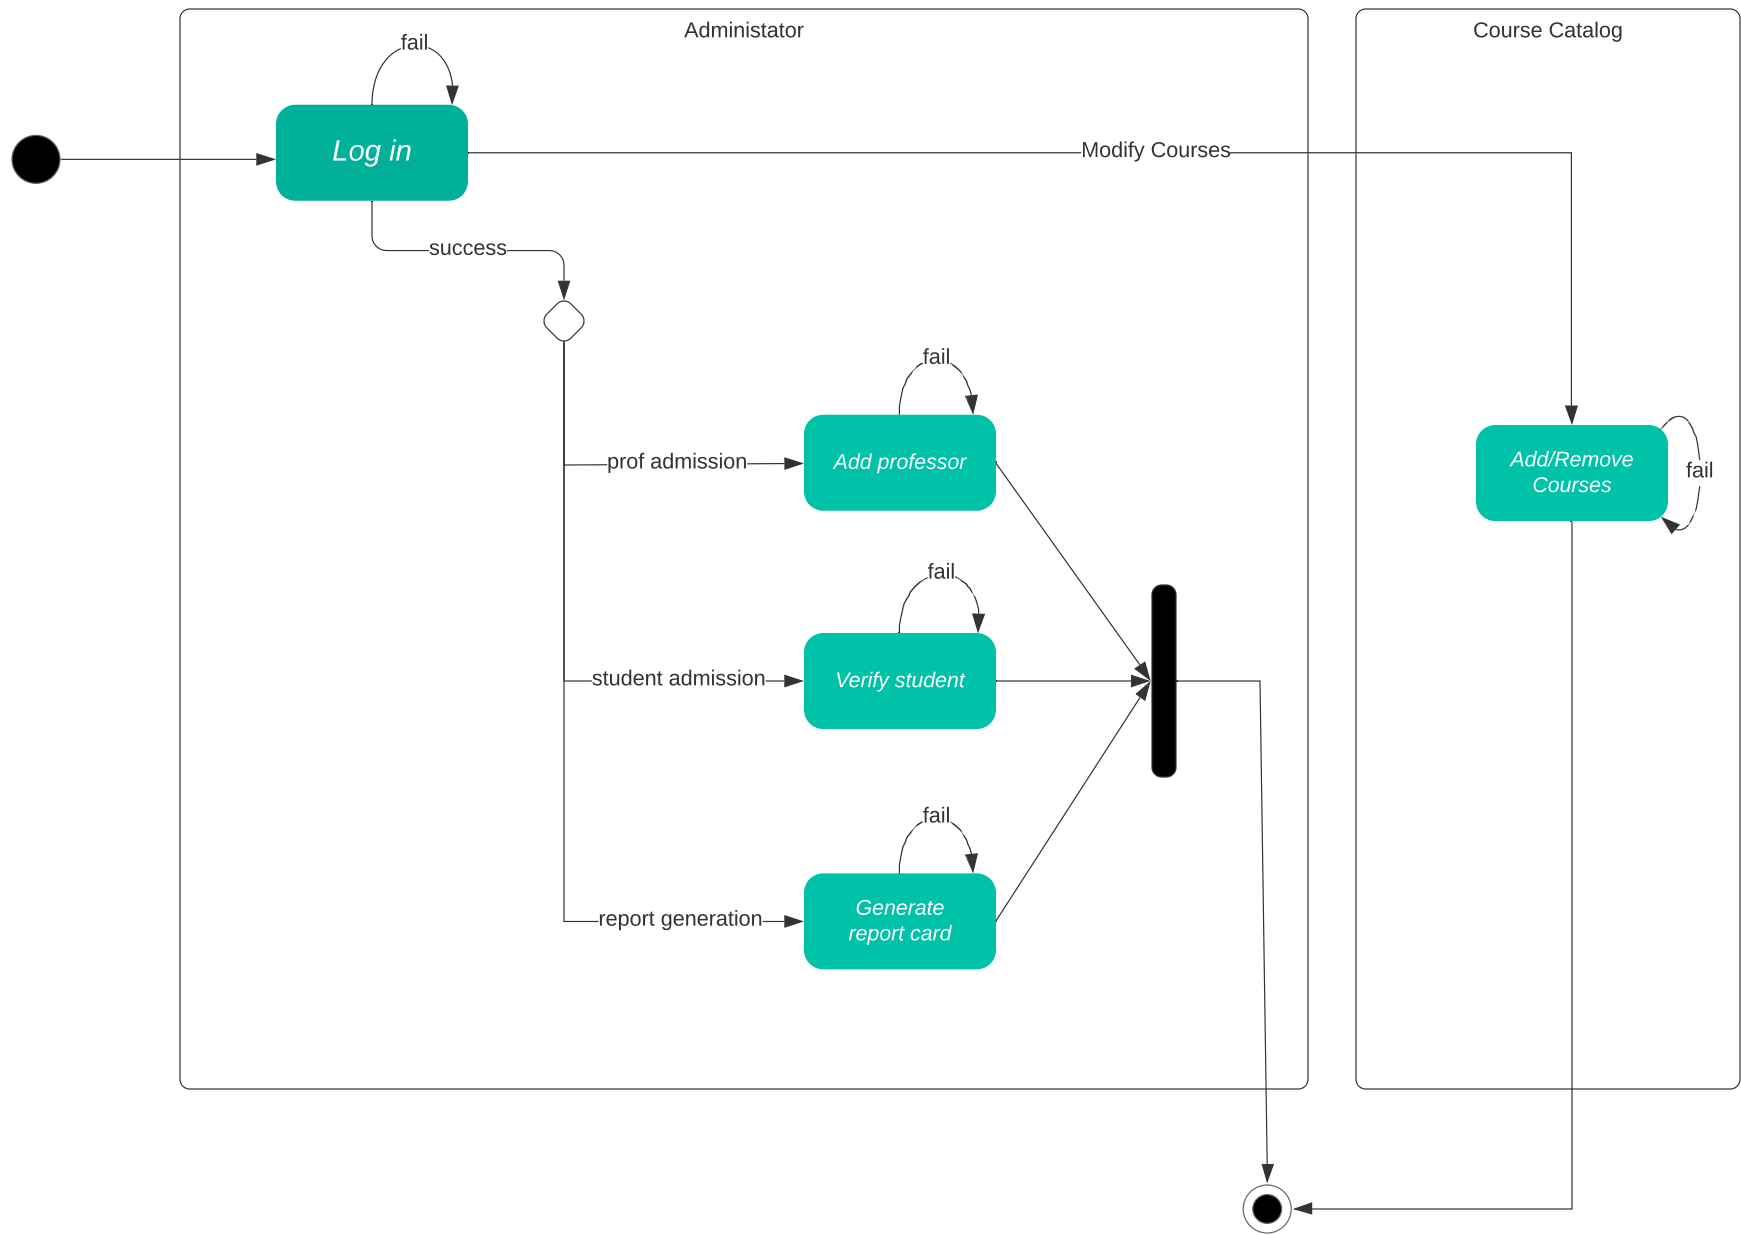 Administator
Course Catalog
fail
Log in
Modify Courses
success
fail
prof admission
Add professor
Add/Remove
Courses
fail
fail
student admission
Verify student
fail
report generation
Generate
report card